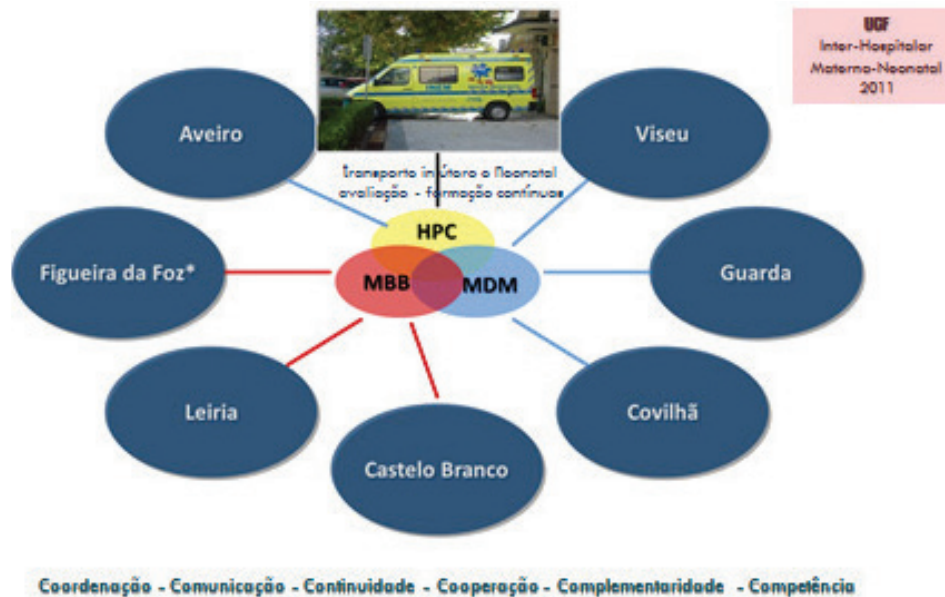 UCF
Inter-Hospitalar
Materno-Neonatal
2011
Aveiro
Viseu
Transporte in útero e Neonatal
avaliação - formação contínuas
HPC
Figueira da Foz*
MBB
MDM
Guarda
Leiria
Covilhã
Castelo Branco
Coordenação - Comunicação - Continuidade - Cooperação - Complementaridade - Competência